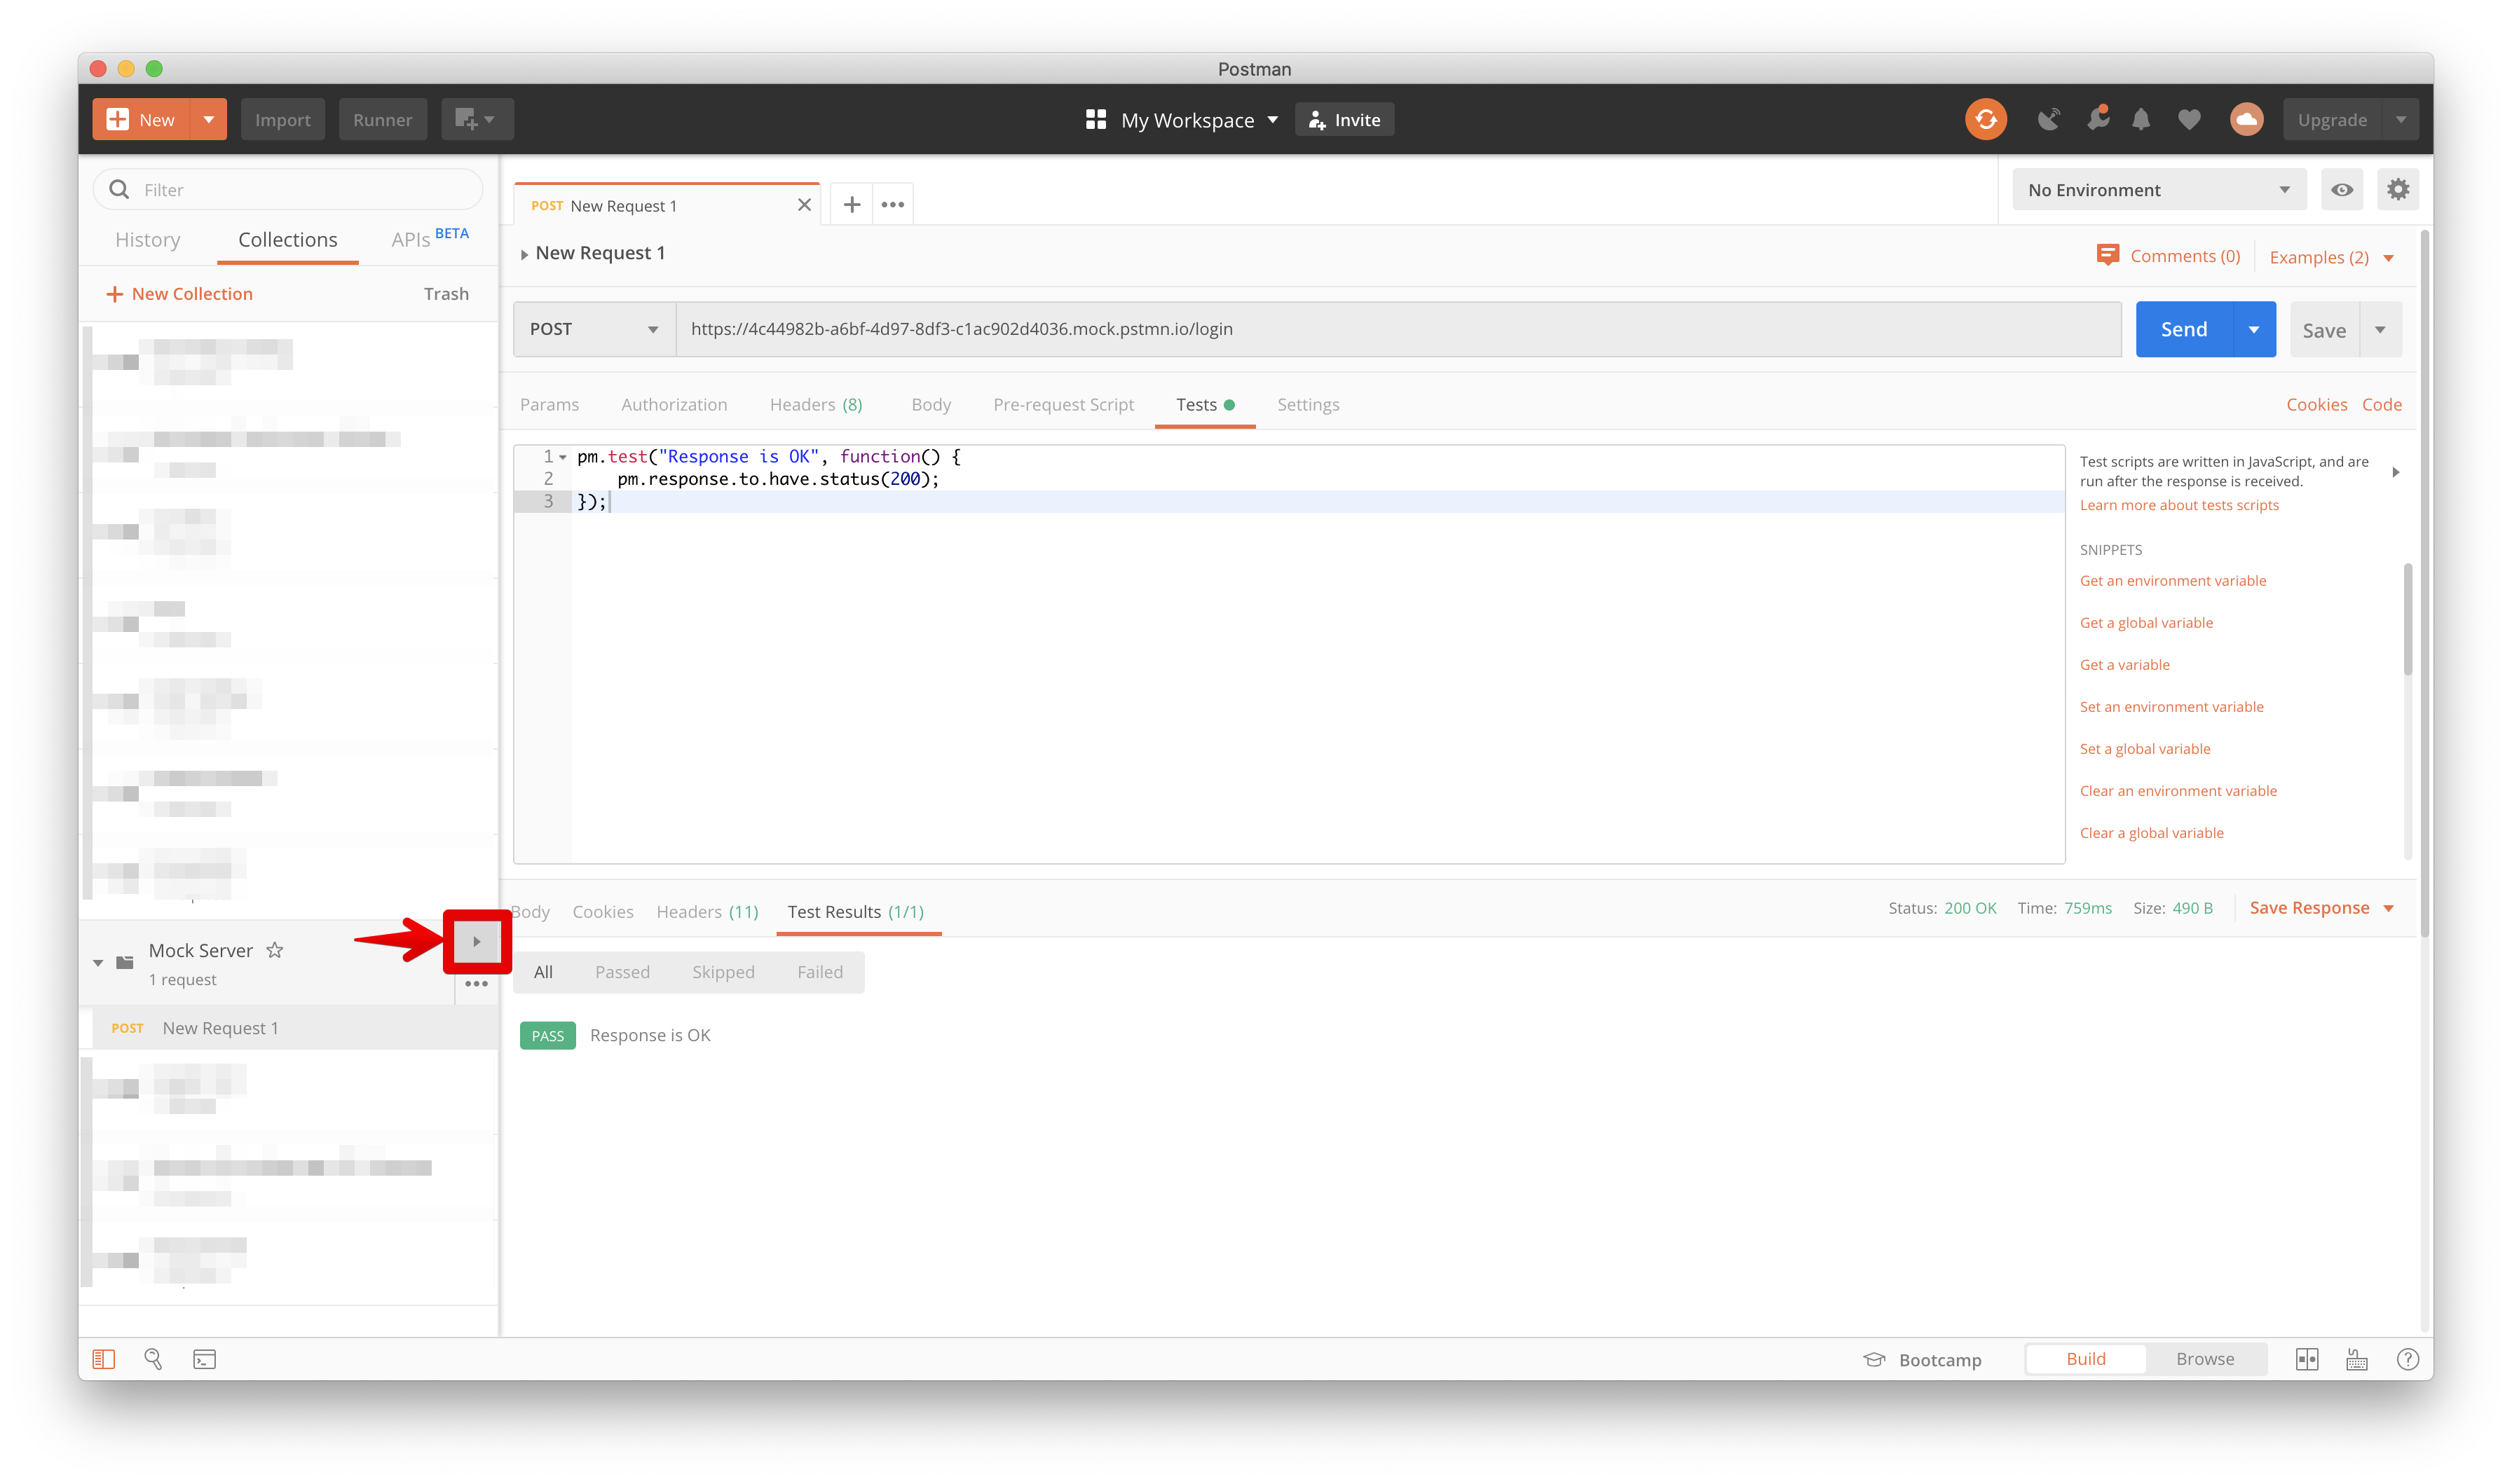 Postman
New Import Runner My Workspace Invite Upgrade
Filter
History Collections APIs BETA
New Collection Trash
POST New Request 1
No Environment
New Request 1
Comments (0) Examples (2)
POST https://4c44982b-a6bf-4d97-8df3-c1ac902d4036.mock.pstmn.io/login Send Save
Params Authorization Headers (8) Body Pre-request Script Tests Settings Cookies Code
1 pm.test("Response is OK", function() {
2 pm.response.to.have.status(200);
3 });
Test scripts are written in JavaScript, and are
run after the response is received.
Learn more about tests scripts
SNIPPETS
Get an environment variable
Get a global variable
Get a variable
Set an environment variable
Set a global variable
Clear an environment variable
Clear a global variable
Mock Server
1 request
POST New Request 1
Body Cookies Headers (11) Test Results (1/1) Status: 200 OK Time: 759ms Size: 490 B Save Response
All Passed Skipped Failed
PASS Response is OK
Bootcamp Build Browse